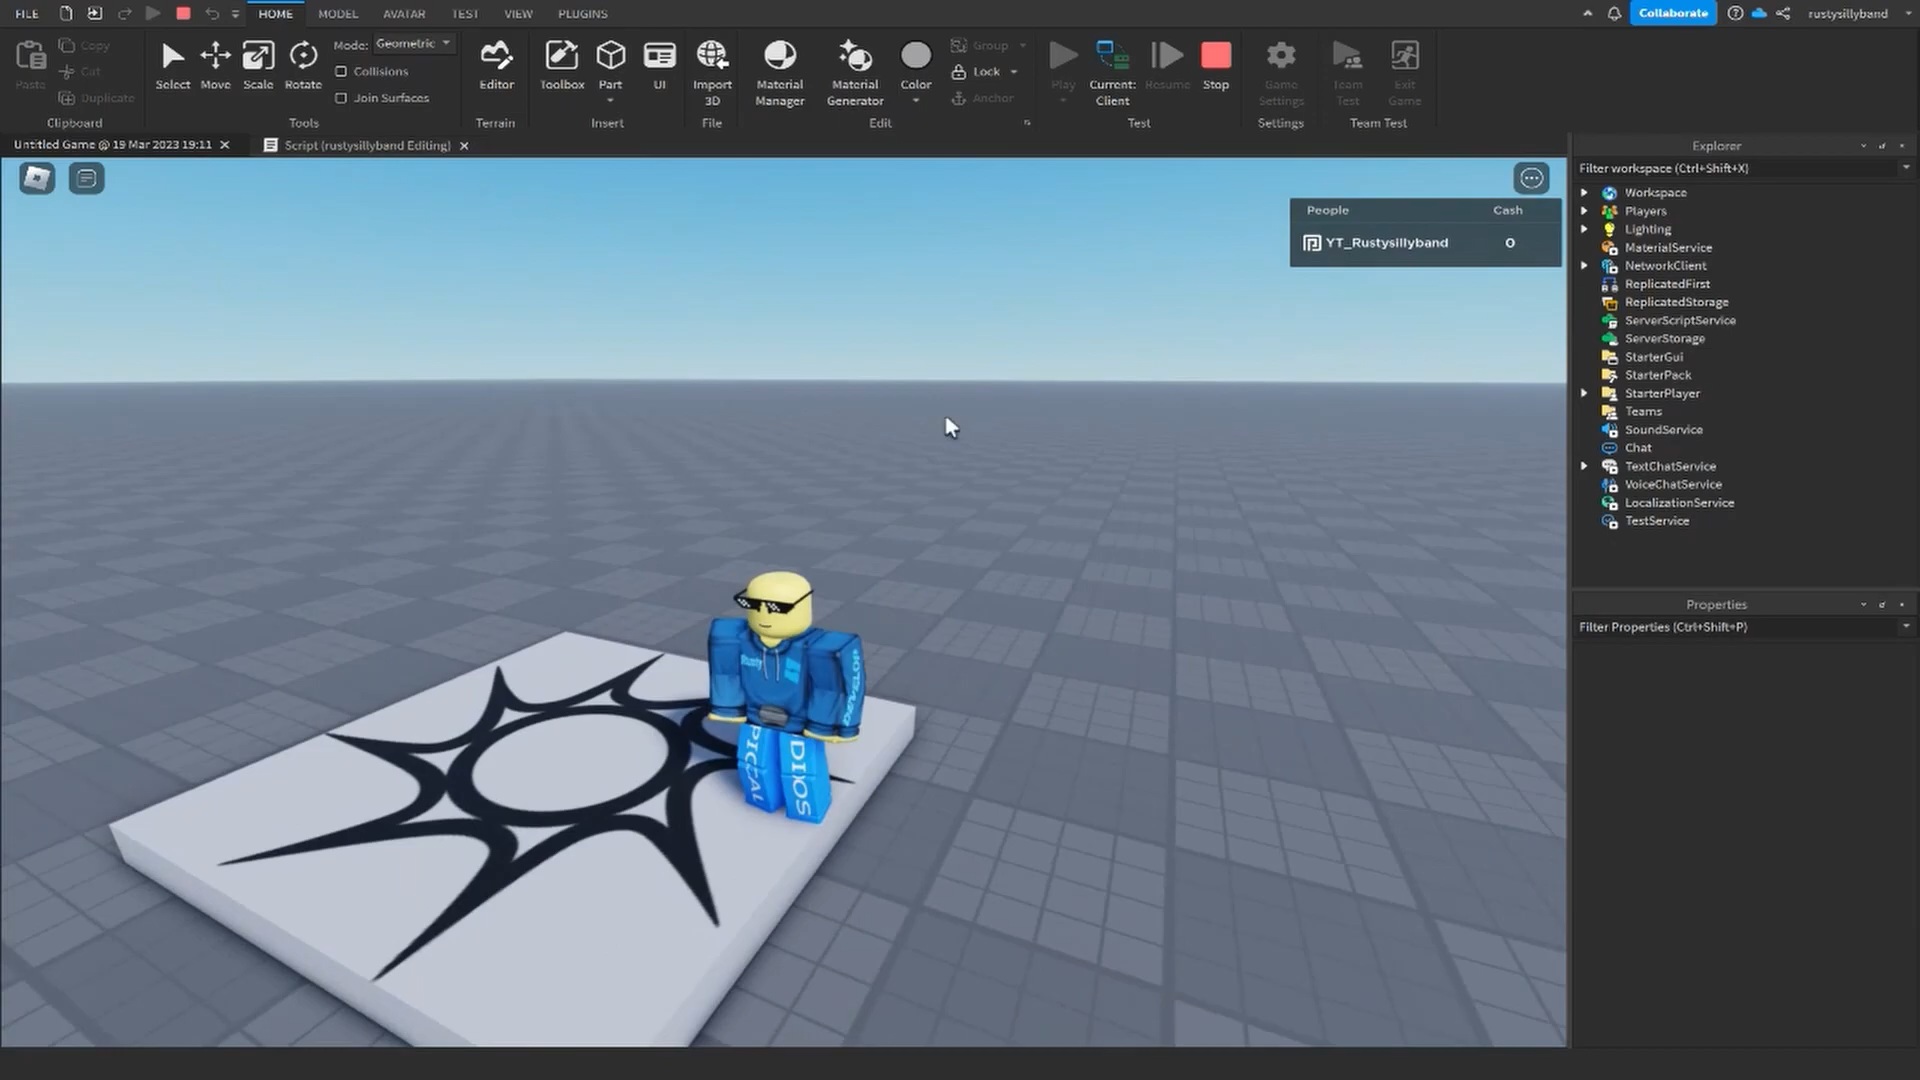 FILE HOME MODEL AVATAR TEST VIEW PLUGINS Collaborate rustysillyband
Paste Copy Cut Duplicate
Clipboard
Select Move Scale Rotate
Mode: Geometric
Collisions
Join Surfaces
Tools
Editor
Terrain
Toolbox Part UI
Insert
Import 3D
File
Material Manager Material Generator Color
Group
Lock
Anchor
Edit
Play Current: Client Resume Stop
Test
Game Settings
Settings
Team Test Exit Game
Team Test
Untitled Game @ 19 Mar 2023 19:11 Script (rustysillyband Editing)
People Cash
YT_Rustysillyband 0
DIOS
PICAL
Explorer
Filter workspace (Ctrl+Shift+X)
Workspace
Players
Lighting
MaterialService
NetworkClient
ReplicatedFirst
ReplicatedStorage
ServerScriptService
ServerStorage
StarterGui
StarterPack
StarterPlayer
Teams
SoundService
Chat
TextChatService
VoiceChatService
LocalizationService
TestService
Properties
Filter Properties (Ctrl+Shift+P)